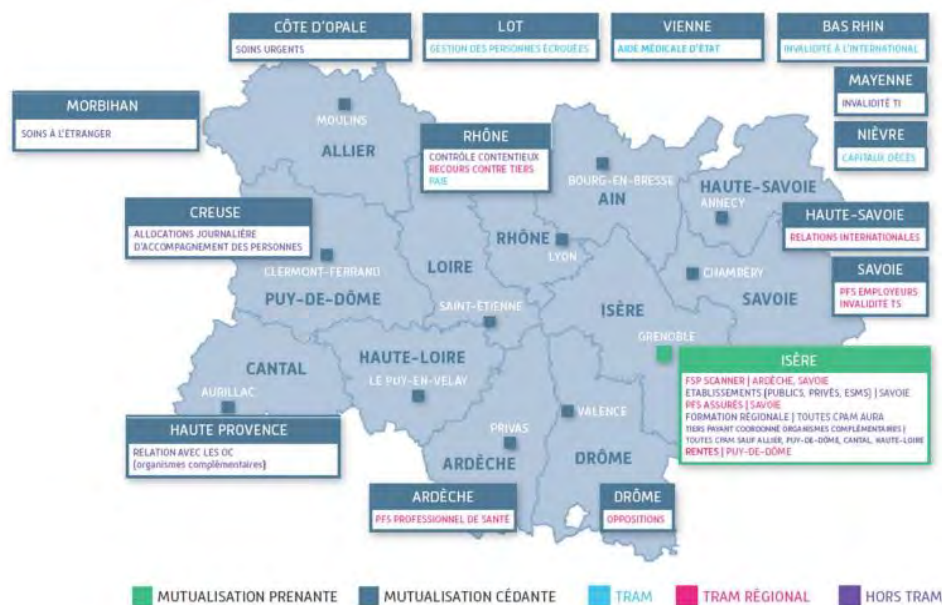 CÔTE D'OPALE
SOINS URGENTS
LOT
GESTION DES PERSONNES ÉCROUÉES
VIENNE
AIDE MÉDICALE D'ÉTAT
BAS RHIN
INVALIDITÉ À L'INTERNATIONAL
MAYENNE
INVALIDITÉ TI
NIÈVRE
CAPITAUX DÉCÈS
MORBIHAN
SOINS À L'ÉTRANGER
MOULINS
ALLIER
RHÔNE
CONTRÔLE CONTENTIEUX
RECOURS CONTRE TIERS
PAIE
BOURG-EN-BRESSE
AIN
HAUTE-SAVOIE
ANNECY
CREUSE
ALLOCATIONS JOURNALIÈRE
D'ACCOMPAGNEMENT DES PERSONNES
HAUTE-SAVOIE
RELATIONS INTERNATIONALES
RHÔNE
LYON
CLERMONT-FERRAND
PUY-DE-DÔME
LOIRE
CHAMBÉRY
SAVOIE
SAVOIE
PFS EMPLOYEURS
INVALIDITÉ TS
SAINT-ÉTIENNE
ISÈRE
GRENOBLE
CANTAL
AURILLAC
HAUTE-LOIRE
LE PUY-EN-VELAY
ISÈRE
FSP SCANNER | ARDÈCHE, SAVOIE
ETABLISSEMENTS (PUBLICS, PRIVÉS, ESMS) | SAVOIE
PFS ASSURÉS | SAVOIE
FORMATION RÉGIONALE | TOUTES CPAM AURA
TIERS PAYANT COORDONNÉ ORGANISMES COMPLÉMENTAIRES |
TOUTES CPAM SAUF ALLIER, PUY-DE-DÔME, CANTAL, HAUTE-LOIRE
RENTES | PUY-DE-DÔME
HAUTE PROVENCE
RELATION AVEC LES OC
(organismes complémentaires)
VALENCE
PRIVAS
ARDÈCHE
DRÔME
ARDÈCHE
PFS PROFESSIONNEL DE SANTÉ
DRÔME
OPPOSITIONS
MUTUALISATION PRENANTE
MUTUALISATION CÉDANTE
TRAM
TRAM RÉGIONAL
HORS TRAM